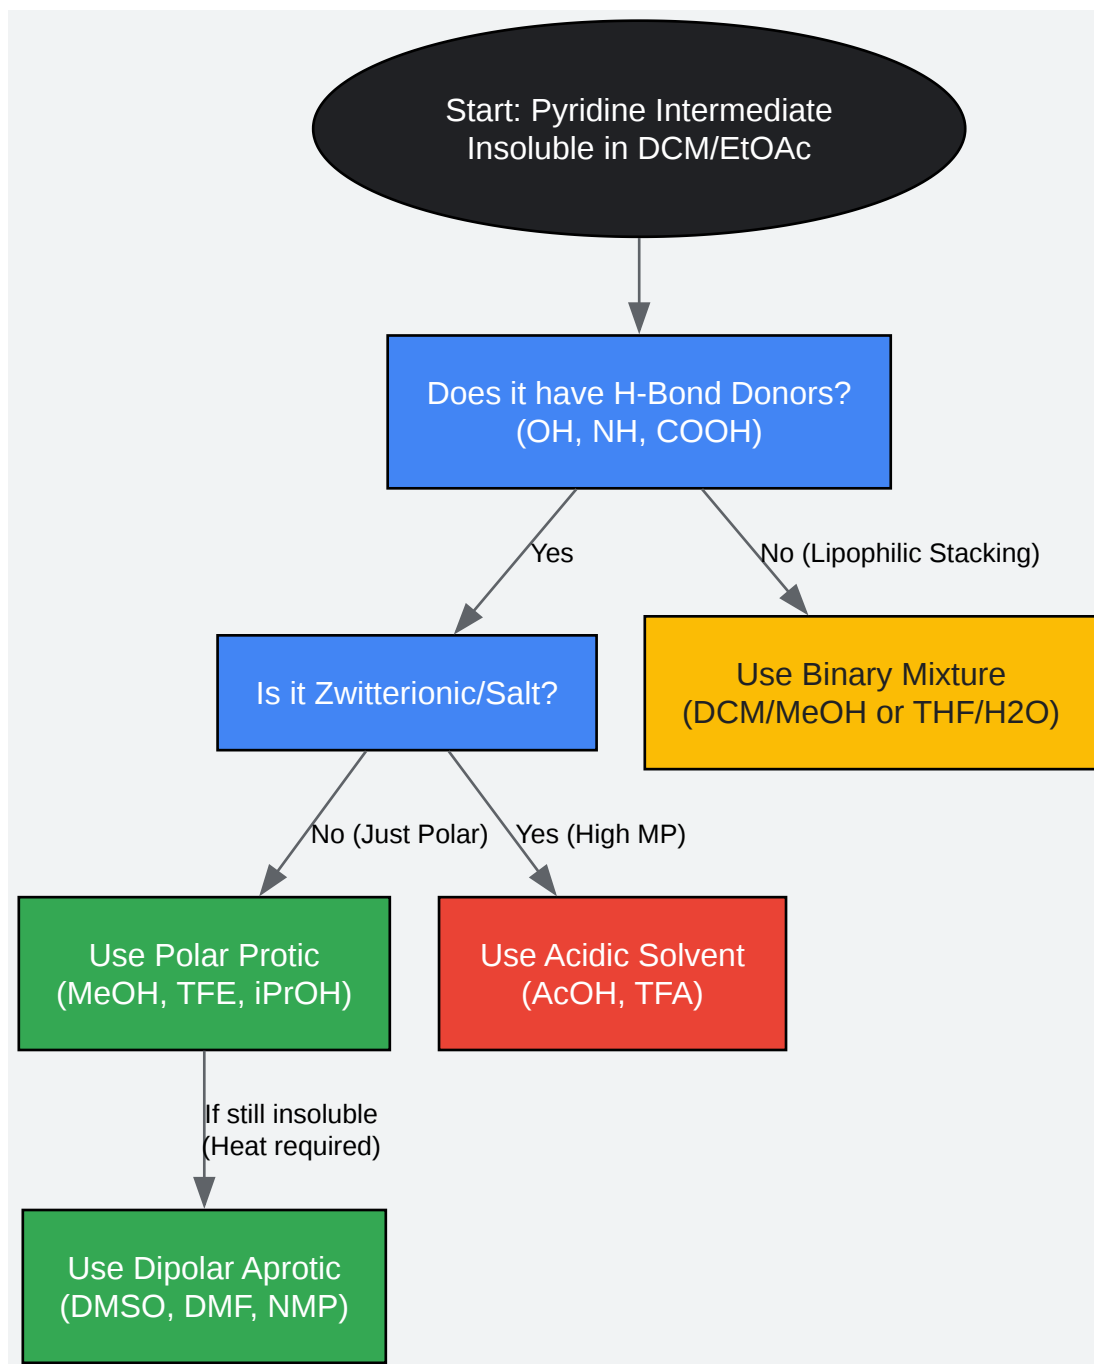 Start: Pyridine Intermediate
Insoluble in DCM/EtOAc
Does it have H-Bond Donors?
(OH, NH, COOH)
Yes
No (Lipophilic Stacking)
Is it Zwitterionic/Salt?
Use Binary Mixture
(DCM/MeOH or THF/H2O)
No (Just Polar)
Yes (High MP)
Use Polar Protic
(MeOH, TFE, iPrOH)
Use Acidic Solvent
(AcOH, TFA)
If still insoluble
(Heat required)
Use Dipolar Aprotic
(DMSO, DMF, NMP)